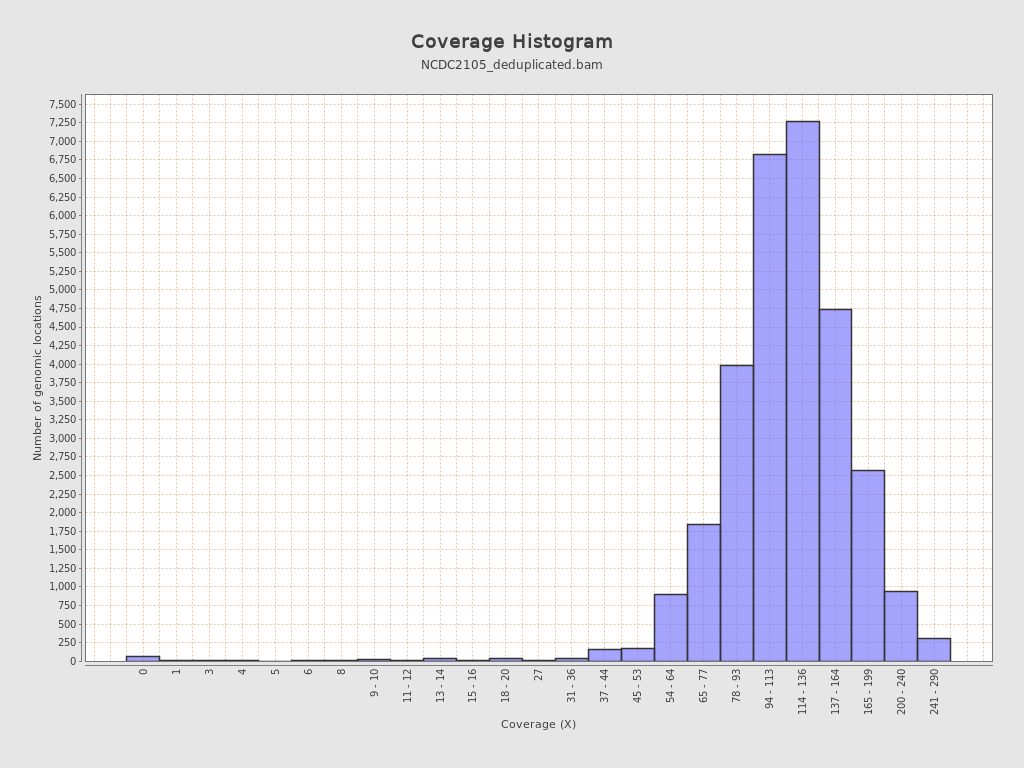 Coverage Histogram
NCDC2105_deduplicated.bam
Number of genomic locations
7,500
7,250
7,000
6,750
6,500
6,250
6,000
5,750
5,500
5,250
5,000
4,750
4,500
4,250
4,000
3,750
3,500
3,250
3,000
2,750
2,500
2,250
2,000
1,750
1,500
1,250
1,000
750
500
250
0
0
1
3
4
5
6
8
9 - 10
11 - 12
13 - 14
15 - 16
18 - 20
27
31 - 36
37 - 44
45 - 53
54 - 64
65 - 77
78 - 93
94 - 113
114 - 136
137 - 164
165 - 199
200 - 240
241 - 290
Coverage (X)